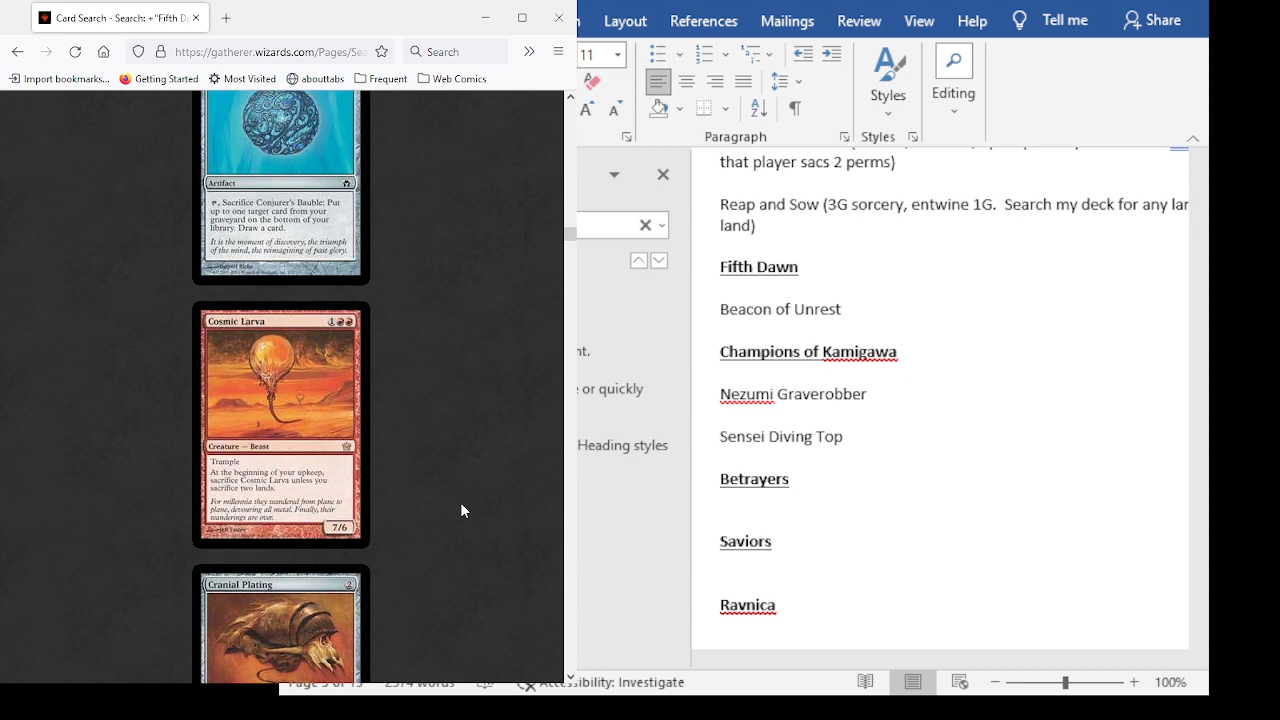 Card Search - Search: +"Fifth Da
https://gatherer.wizards.com/Pages/Sea
Search
Import bookmarks...
Getting Started
Most Visited
abouttabs
Frequent
Web Comics
Artifact
, Sacrifice Conjurer's Bauble: Put
up to one target card from your
graveyard on the bottom of your
library. Draw a card.
It is the moment of discovery, the triumph
of the mind, the reimagining of past glory.
Cosmic Larva
1
Creature — Beast
Trample
At the beginning of your upkeep,
sacrifice Cosmic Larva unless you
sacrifice two lands.
For millennia they wandered from plane to
plane, devouring all metal. Finally, their
wanderings are over.
7/6
Cranial Plating
2
Layout
References
Mailings
Review
View
Help
Tell me
Share
11
Styles
Editing
Paragraph
Styles
nt.
e or quickly
Heading styles
that player sacs 2 perms)
Reap and Sow (3G sorcery, entwine 1G. Search my deck for any lan
land)
Fifth Dawn
Beacon of Unrest
Champions of Kamigawa
Nezumi Graverobber
Sensei Diving Top
Betrayers
Saviors
Ravnica
Accessibility: Investigate
100%